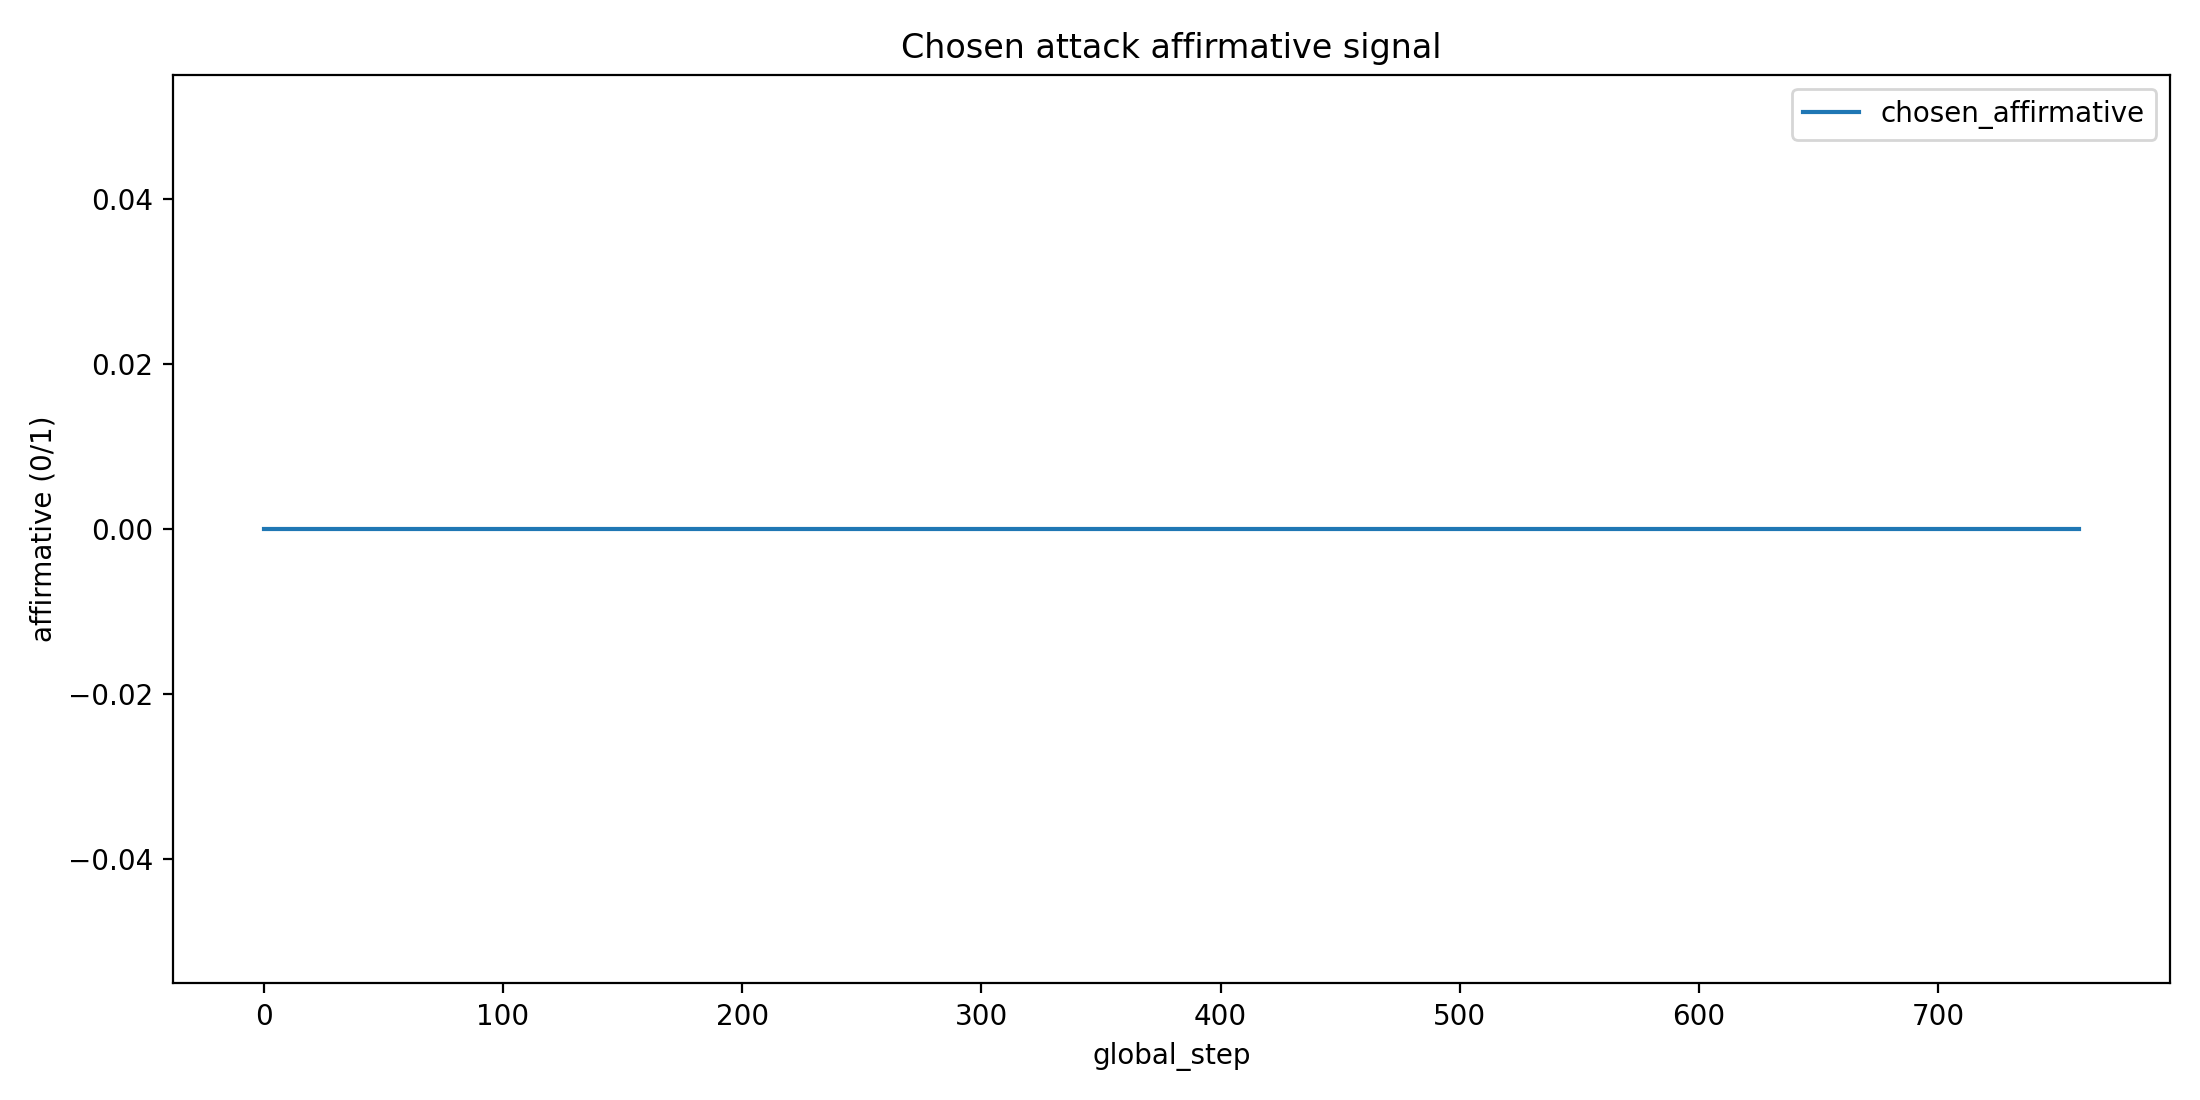 Chosen attack affirmative signal
chosen_affirmative
0.04
0.02
0.00
−0.02
−0.04
affirmative (0/1)
0 100 200 300 400 500 600 700
global_step